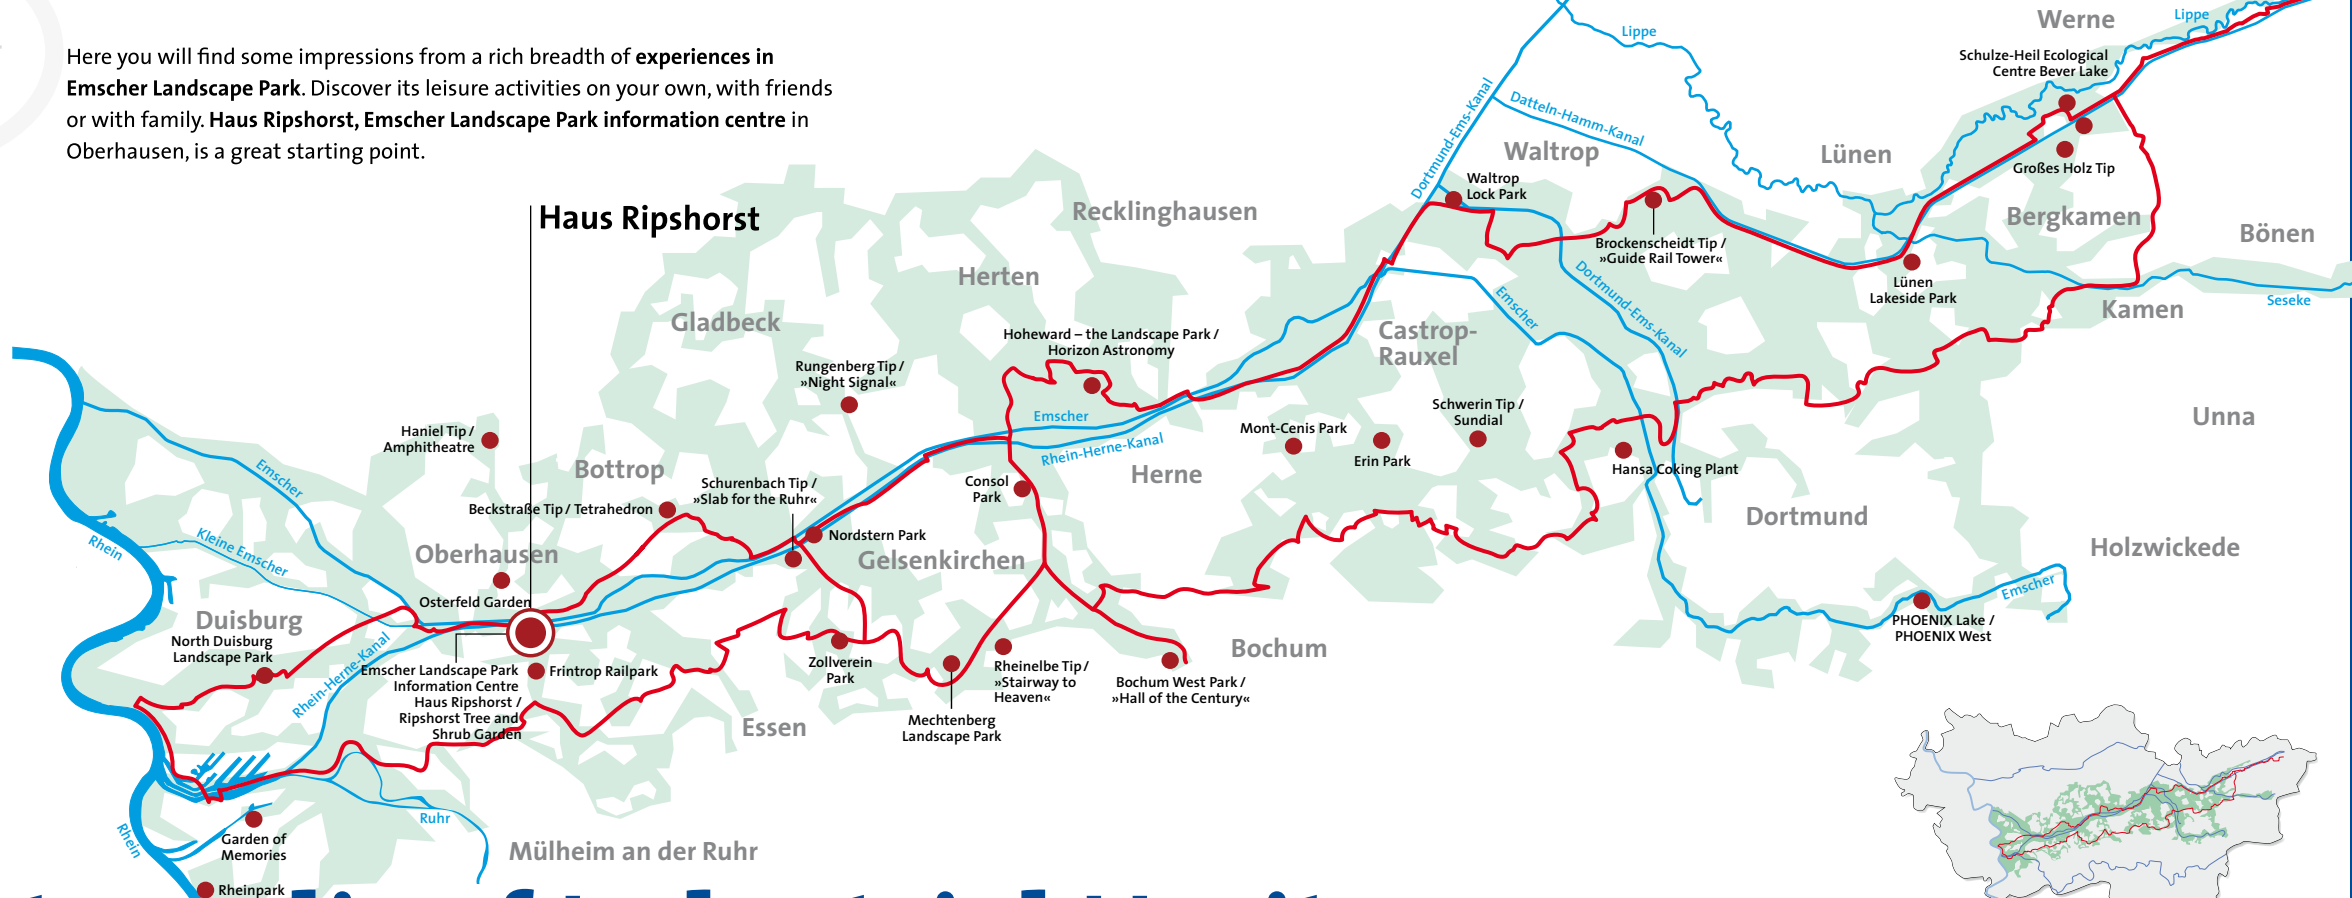 Here you will find some impressions from a rich breadth of experiences in
Emscher Landscape Park. Discover its leisure activities on your own, with friends
or with family. Haus Ripshorst, Emscher Landscape Park information centre in
Oberhausen, is a great starting point.
Haus Ripshorst
Werne
Lippe
Lippe
Schulze-Heil Ecological
Centre Bever Lake
Dortmund-Ems-Kanal
Datteln-Hamm-Kanal
Waltrop
Lünen
Großes Holz Tip
Waltrop
Lock Park
Recklinghausen
Bergkamen
Bönen
Brockenscheidt Tip /
»Guide Rail Tower«
Herten
Dortmund-Ems-Kanal
Lünen
Lakeside Park
Seseke
Kamen
Gladbeck
Emscher
Castrop-
Rauxel
Hoheward – the Landscape Park /
Horizon Astronomy
Rungenberg Tip /
»Night Signal«
Schwerin Tip /
Sundial
Unna
Emscher
Mont-Cenis Park
Haniel Tip /
Amphitheatre
Rhein-Herne-Kanal
Erin Park
Hansa Coking Plant
Bottrop
Emscher
Herne
Consol
Park
Schurenbach Tip /
»Slab for the Ruhr«
Beckstraße Tip / Tetrahedron
Dortmund
Nordstern Park
Holzwickede
Rhein
Kleine Emscher
Oberhausen
Gelsenkirchen
Emscher
Osterfeld Garden
Duisburg
PHOENIX Lake /
PHOENIX West
North Duisburg
Landscape Park
Bochum
Rhein-Herne-Kanal
Emscher Landscape Park
Information Centre
Haus Ripshorst /
Ripshorst Tree and
Shrub Garden
Frintrop Railpark
Zollverein
Park
Rheinelbe Tip /
»Stairway to
Heaven«
Bochum West Park /
»Hall of the Century«
Essen
Mechtenberg
Landscape Park
Ruhr
Rhein
Garden of
Memories
Mülheim an der Ruhr
Rheinpark